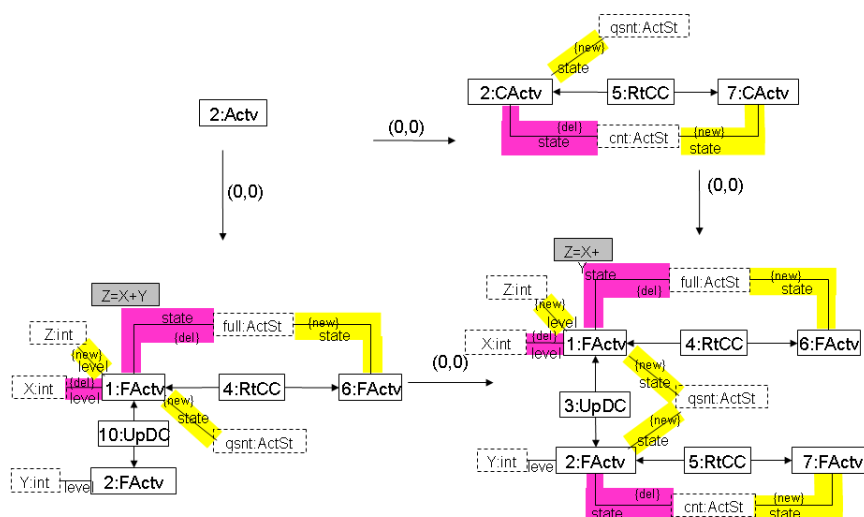 qsnt:ActSt
{new}
state
2:CActv
5:RtCC
7:CActv
{del}
state
cnt:ActSt
{new}
state
2:Actv
(0,0)
(0,0)
(0,0)
Z=X+Y
state
{del}
full:ActSt
{new}
state
Z:int
{new}
level
X:int
{del}
level
1:FActv
4:RtCC
6:FActv
{new}
state
qsnt:ActSt
10:UpDC
Y:int
level
2:FActv
(0,0)
Z=X+
Y
state
{del}
full:ActSt
{new}
state
Z:int
{new}
level
X:int
{del}
level
1:FActv
4:RtCC
6:FActv
{new}
state
qsnt:ActSt
3:UpDC
{new}
state
Y:int
level
2:FActv
5:RtCC
7:FActv
{del}
state
cnt:ActSt
{new}
state